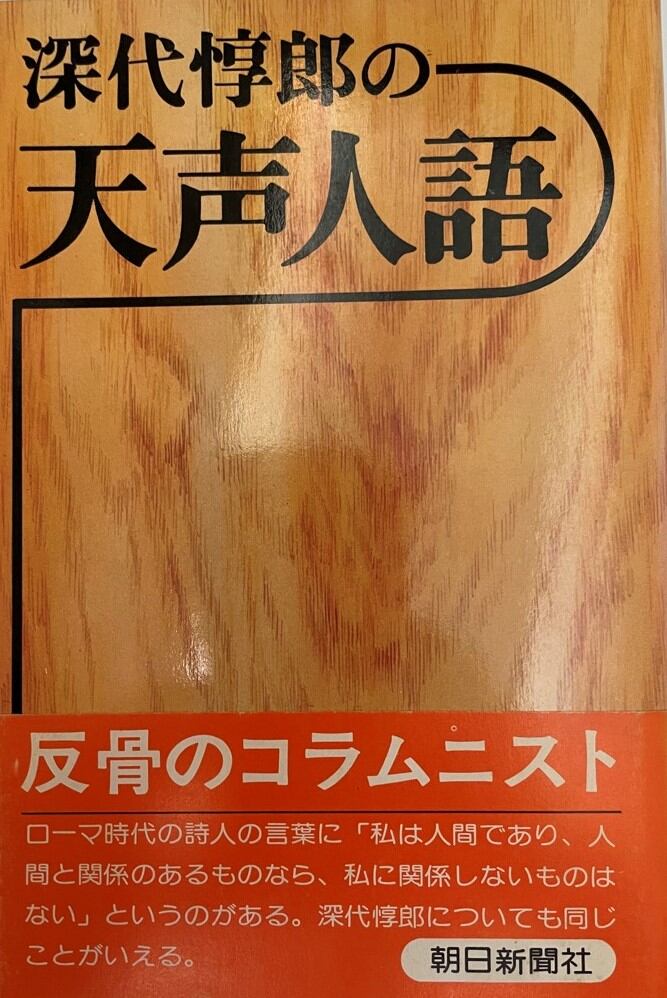 深代惇郎の
天声人語
反骨のコラムニスト
ローマ時代の詩人の言葉に「私は人間であり、人
間と関係のあるものなら、私に関係しないものは
ない」というのがある。深代惇郎についても同じ
ことがいえる。
朝日新聞社